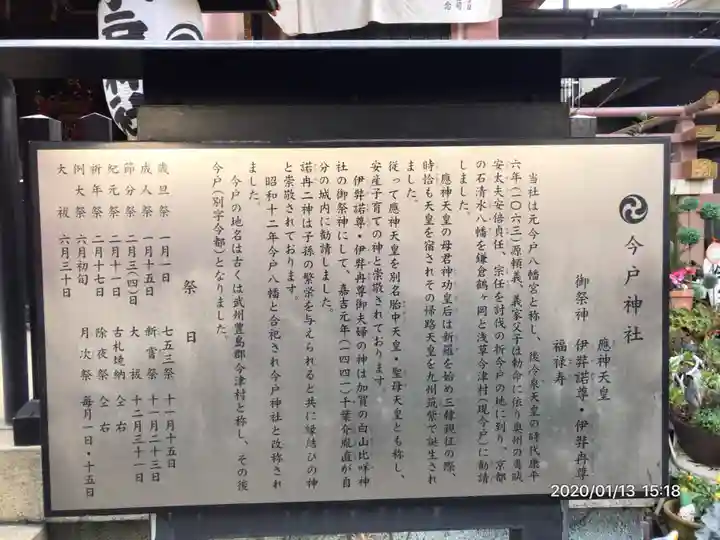 今戸神社
御祭神
應神天皇
伊弉諾尊・伊弉冉尊
福禄寿
当社は元今戸八幡宮と称し、後冷泉天皇の時代康平
六年(一〇六三)源頼義、義家父子は勅命に依り奥州の夷賊
安太夫安倍貞任、宗任を討伐の折今戸の地に到り、京都
の石清水八幡を鎌倉鶴ヶ岡と浅草今津村(現今戸)に勧請
しました。
應神天皇の母君神功皇后は新羅を始め三韓親征の際、
時恰も天皇を宿されその帰路天皇を九州筑紫で誕生され
ました。
従って應神天皇を別名胎中天皇・聖母天皇とも称し、
安産子育ての神と崇敬されております。
伊弉諾尊・伊弉冉尊御夫婦の神は加賀の白山比咩神
社の御祭神にして、嘉吉元年(一四四一)千葉介胤直が自
分の城内に勧請しました。
諾冉二神は子孫の繁栄を与えられると共に縁結びの神
と崇敬されております。
昭和十二年今戸八幡と合祀され今戸神社と改称され
ました。
今戸の地名は古くは武州豊島郡今津村と称し、その後
今戸(別字今都)となりました。
祭日
歳旦祭 一月一日
成人祭 一月十五日
節分祭 二月三(四)日
紀元祭 二月十一日
祈年祭 二月十七日
例大祭 六月初旬
大祓 六月三十日
七五三祭 十一月十五日
新嘗祭 十一月二十三日
大祓 十二月三十一日
古札焼納 仝右
除夜祭 仝右
月次祭 毎月一日・十五日
2020/01/13 15:18